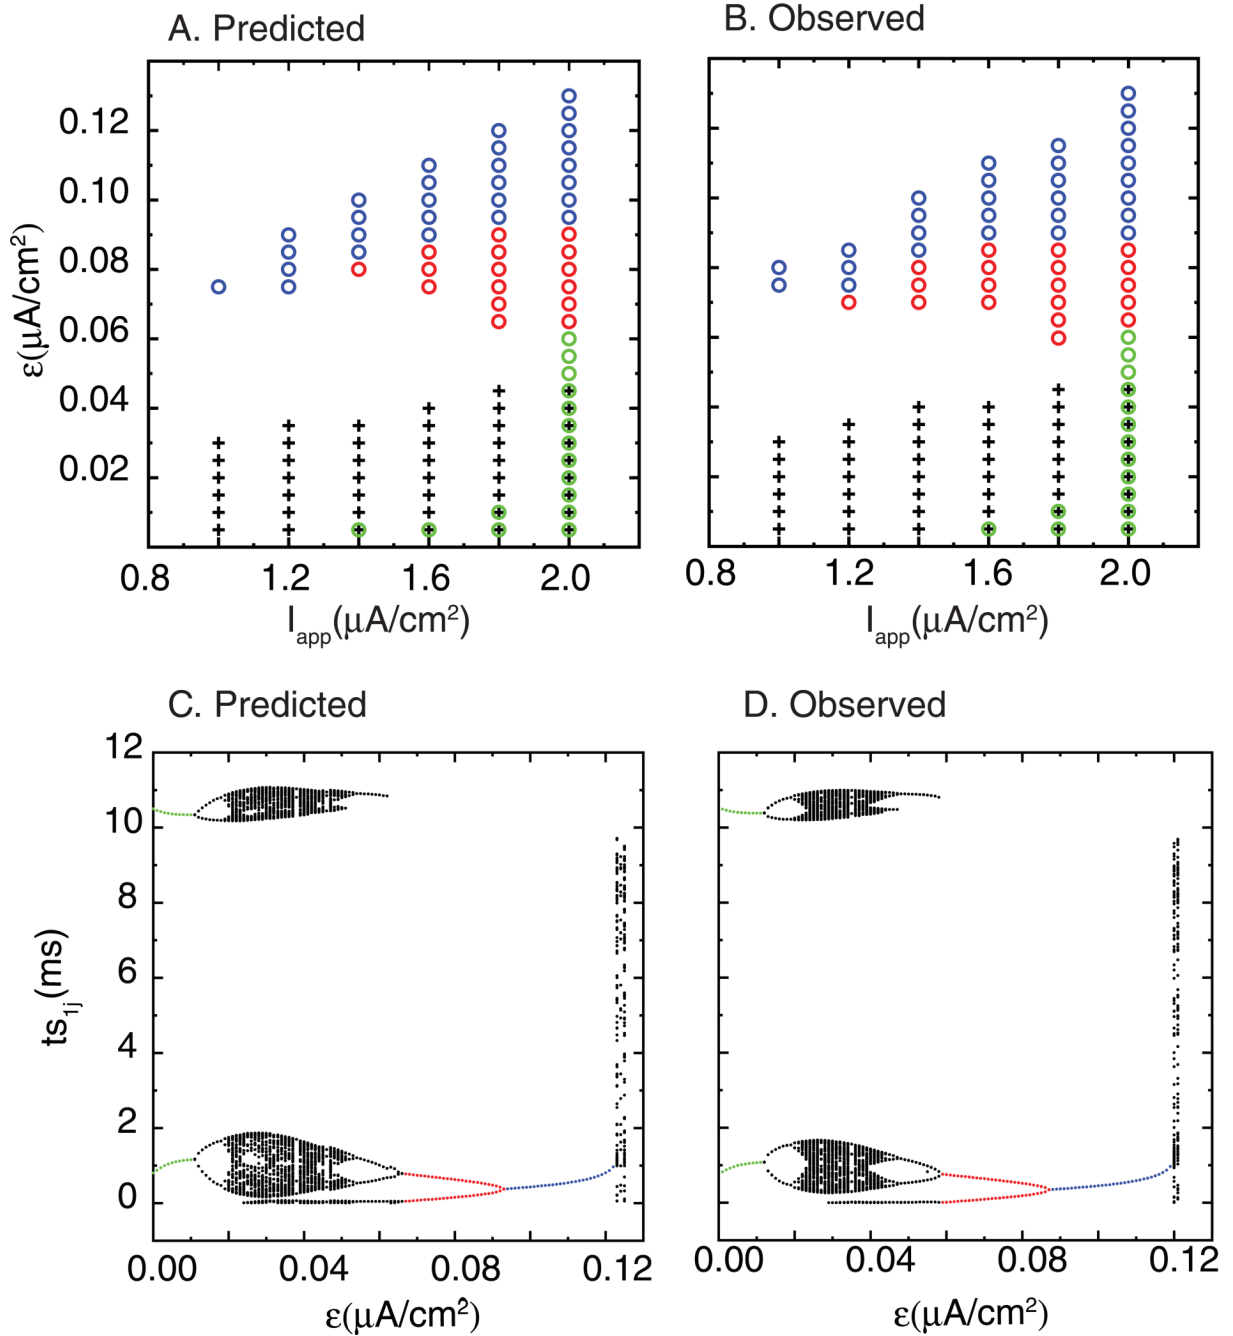 A. Predicted
B. Observed
0.12
0.10
0.08
0.06
0.04
0.02
ε(μA/cm²)
0.8 1.2 1.6 2.0
0.8 1.2 1.6 2.0
Iapp(μA/cm²)
Iapp(μA/cm²)
C. Predicted
D. Observed
12
10
8
6
4
2
0
ts1j(ms)
0.00 0.04 0.08 0.12
0.00 0.04 0.08 0.12
ε(μA/cm²)
ε(μA/cm²)